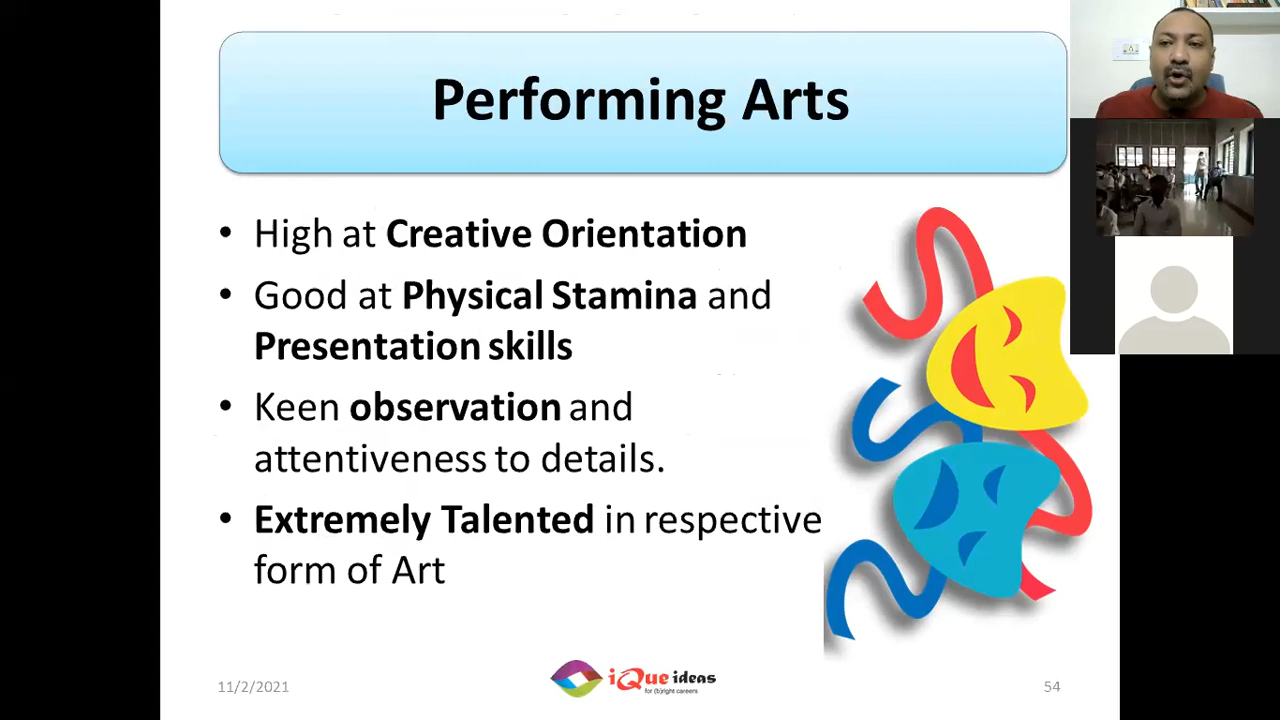 Performing Arts
• High at Creative Orientation
• Good at Physical Stamina and
Presentation skills
• Keen observation and
attentiveness to details.
• Extremely Talented in respective
form of Art
11/2/2021
iQue ideas
for (b)right careers
54